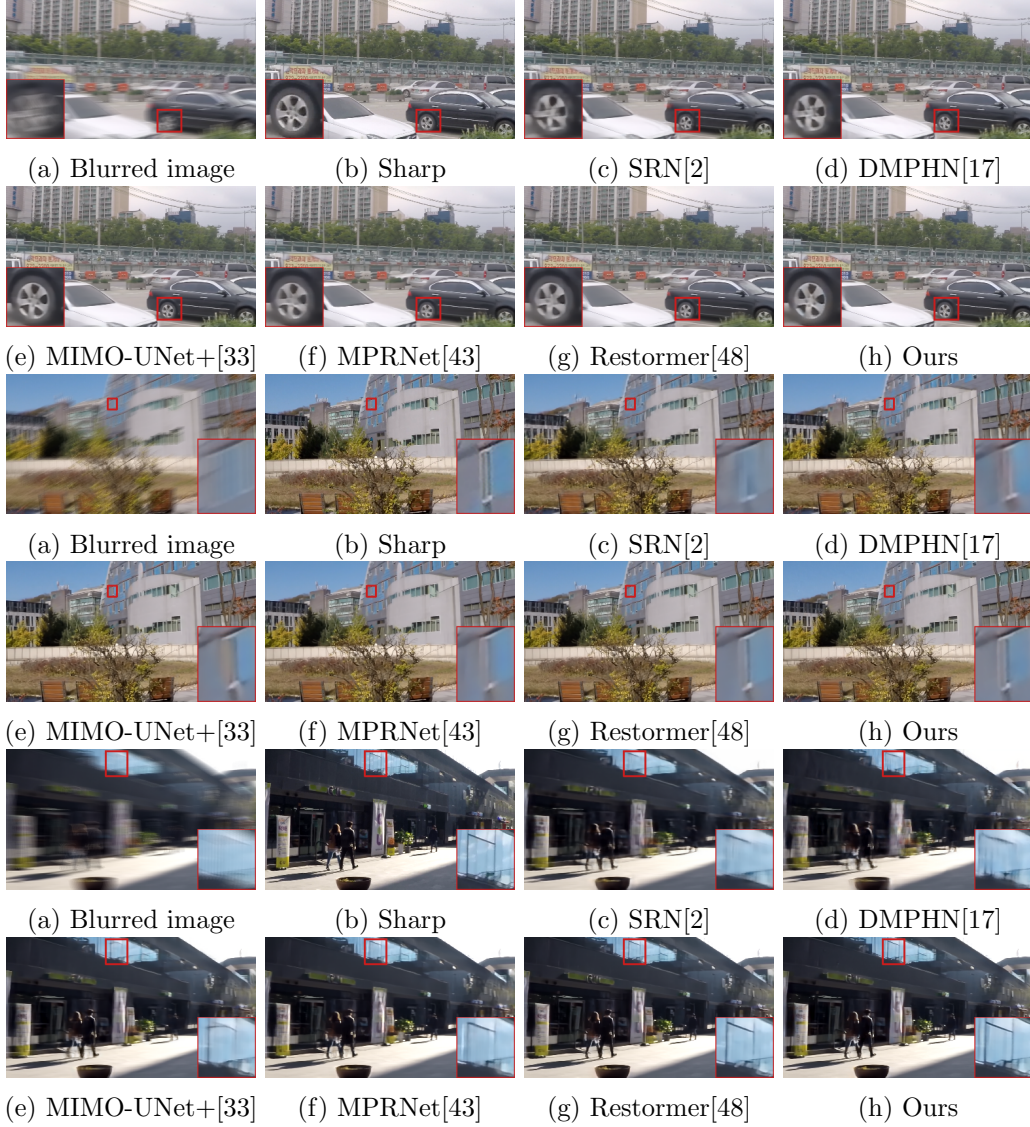 (a) Blurred image (b) Sharp (c) SRN[2] (d) DMPHN[17]
(e) MIMO-UNet+[33] (f) MPRNet[43] (g) Restormer[48] (h) Ours
(a) Blurred image (b) Sharp (c) SRN[2] (d) DMPHN[17]
(e) MIMO-UNet+[33] (f) MPRNet[43] (g) Restormer[48] (h) Ours
(a) Blurred image (b) Sharp (c) SRN[2] (d) DMPHN[17]
(e) MIMO-UNet+[33] (f) MPRNet[43] (g) Restormer[48] (h) Ours